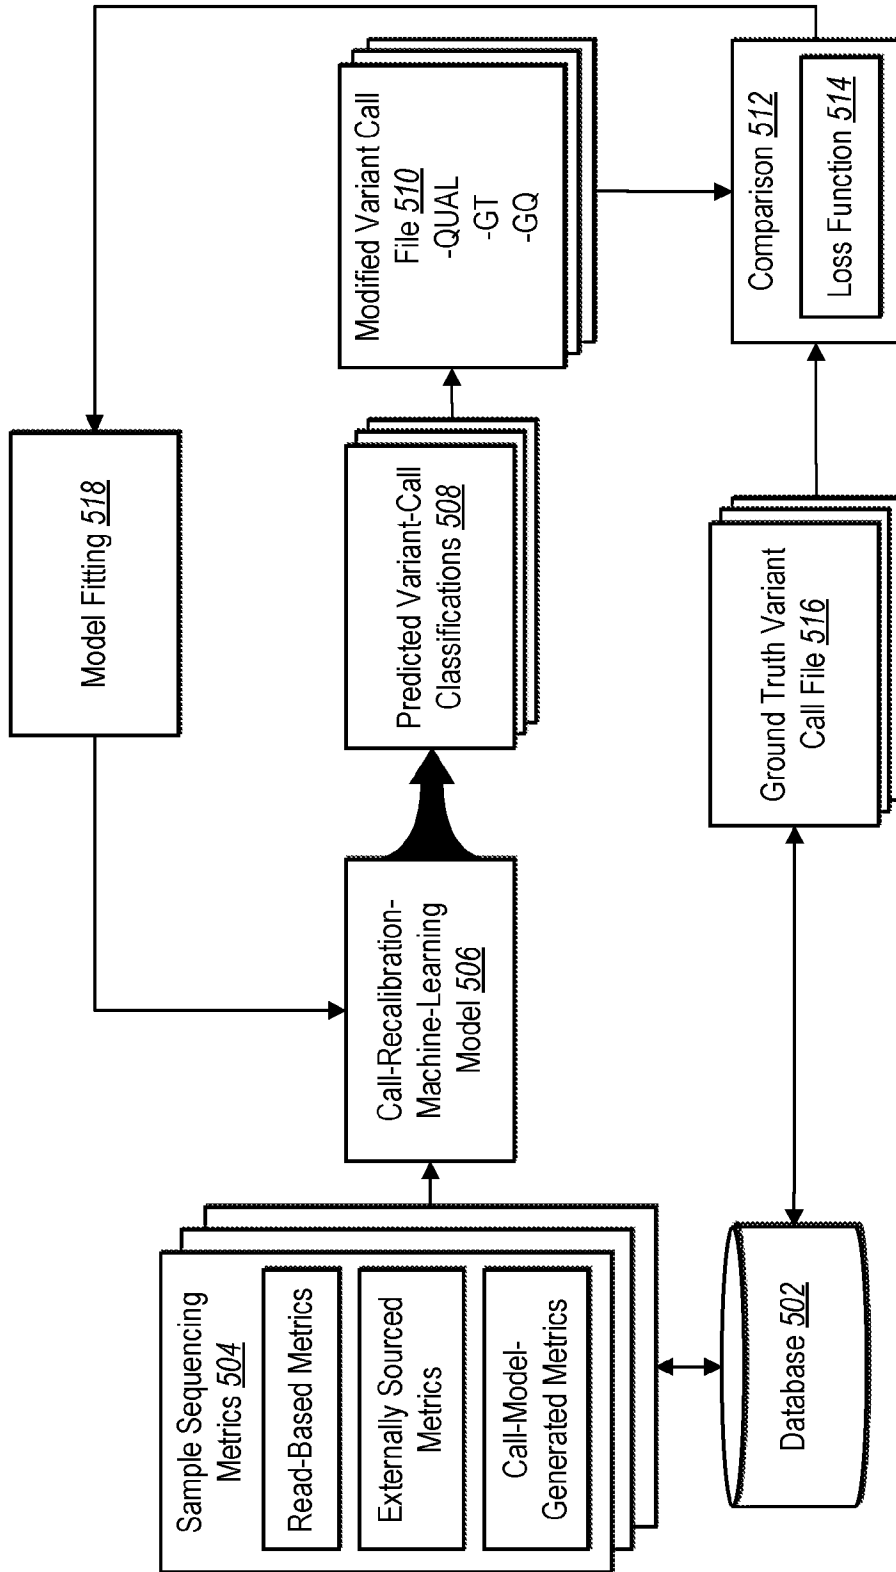 Sample Sequencing
Metrics 504
Read-Based Metrics
Externally Sourced
Metrics
Call-Model-
Generated Metrics
Database 502
Call-Recalibration-
Machine-Learning
Model 506
Model Fitting 518
Predicted Variant-Call
Classifications 508
Modified Variant Call
File 510
-QUAL
-GT
-GQ
Ground Truth Variant
Call File 516
Comparison 512
Loss Function 514